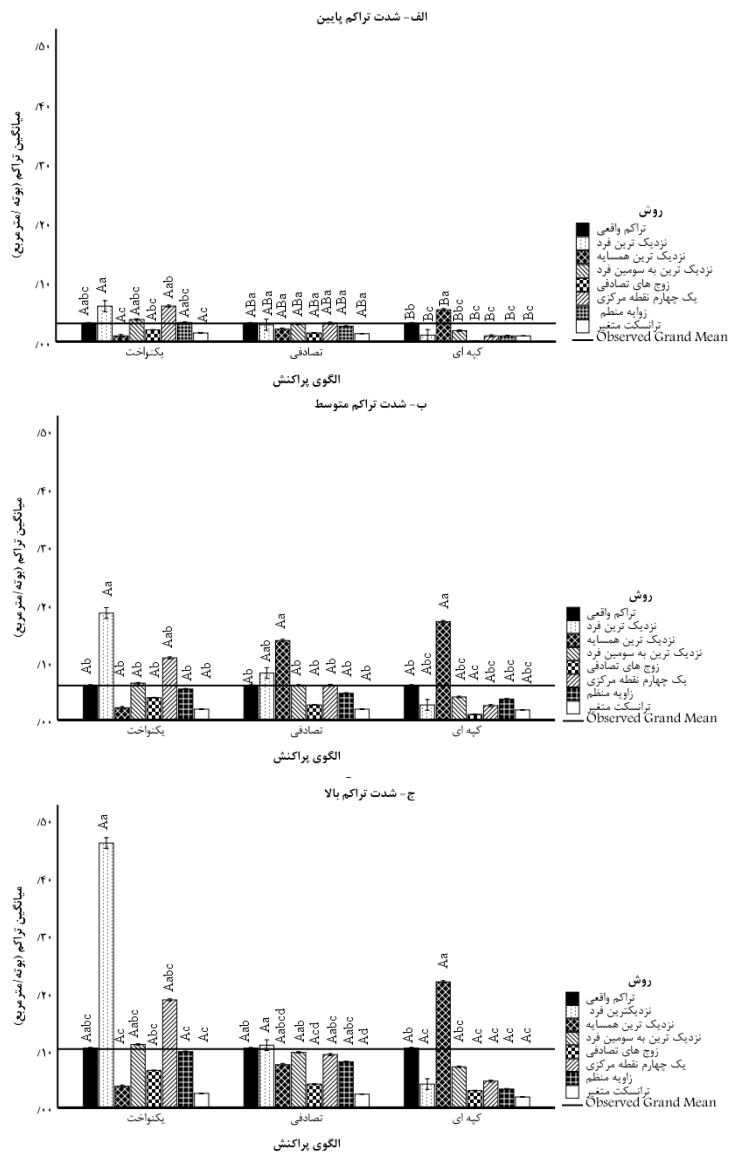 الف- شدت تراکم پایین
میانگین تراکم (بوته /مترمربع)
/۵۰
/۴۰
/۳۰
/۲۰
/۱۰
/۰۰
Aabc Aa Ac Aabc Abc Aab Aabc Ac
ABa ABa ABa ABa ABa ABa ABa ABa
Bb Bc Ba Bbc Bc Bc Bc Bc
یکنواخت تصادفی کپه ای
الگوی پراکنش
روش
تراکم واقعی
نزدیک ترین فرد
نزدیک ترین همسایه
نزدیک ترین به سومین فرد
زوج های تصادفی
یک چهارم نقطه مرکزی
زوایه منظم
ترانسکت متغیر
Observed Grand Mean
ب- شدت تراکم متوسط
میانگین تراکم (بوته /مترمربع)
/۵۰
/۴۰
/۳۰
/۲۰
/۱۰
/۰۰
Ab Aa Ab Ab Ab Aab Ab Ab
Ab Aab Aa Ab Ab Ab Ab Ab
Ab Abc Aa Abc Ac Abc Abc Abc
یکنواخت تصادفی کپه ای
الگوی پراکنش
روش
تراکم واقعی
نزدیک ترین فرد
نزدیک ترین همسایه
نزدیک ترین به سومین فرد
زوج های تصادفی
یک چهارم نقطه مرکزی
زاویه منظم
ترانسکت متغیر
Observed Grand Mean
ج- شدت تراکم بالا
میانگین تراکم (بوته /مترمربع)
/۵۰
/۴۰
/۳۰
/۲۰
/۱۰
/۰۰
Aabc Aa Ac Aabc Abc Aabc Ac Ac
Aab Aa Aabcd Aab Acd Aabc Aabc Ad
Ab Ac Aa Abc Ac Ac Ac Ac
یکنواخت تصادفی کپه ای
الگوی پراکنش
روش
تراکم واقعی
نزدیکترین فرد
نزدیک ترین همسایه
نزدیک ترین به سومین فرد
زوج های تصادفی
یک چهارم نقطه مرکزی
زاویه منظم
ترانسکت متغیر
Observed Grand Mean